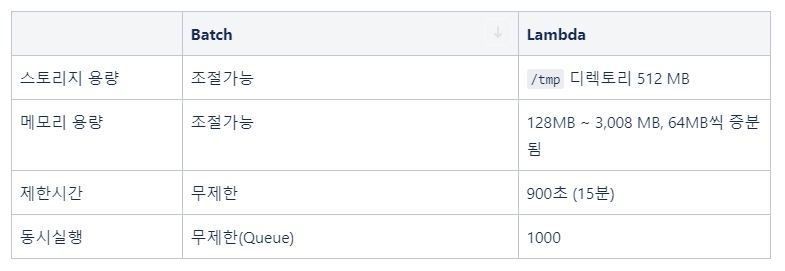 Batch Lambda
스토리지 용량 조절가능 /tmp 디렉토리 512 MB
메모리 용량 조절가능 128MB ~ 3,008 MB, 64MB씩 증분
됨
제한시간 무제한 900초 (15분)
동시실행 무제한(Queue) 1000